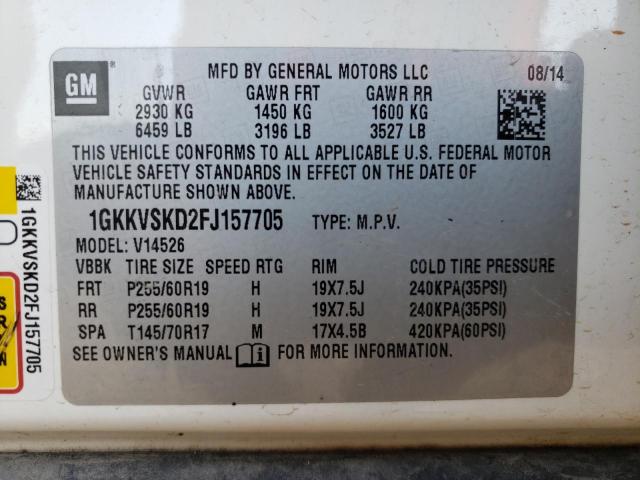 GM
MFD BY GENERAL MOTORS LLC 08/14
GVWR GAWR FRT GAWR RR
2930 KG 1450 KG 1600 KG
6459 LB 3196 LB 3527 LB
THIS VEHICLE CONFORMS TO ALL APPLICABLE U.S. FEDERAL MOTOR
VEHICLE SAFETY STANDARDS IN EFFECT ON THE DATE OF
MANUFACTURE SHOWN ABOVE.
1GKKVSKD2FJ157705 TYPE: M.P.V.
MODEL: V14526
VBBK TIRE SIZE SPEED RTG RIM COLD TIRE PRESSURE
FRT P255/60R19 H 19X7.5J 240KPA(35PSI)
RR P255/60R19 H 19X7.5J 240KPA(35PSI)
SPA T145/70R17 M 17X4.5B 420KPA(60PSI)
SEE OWNER'S MANUAL FOR MORE INFORMATION.
1GKKVSKD2FJ157705